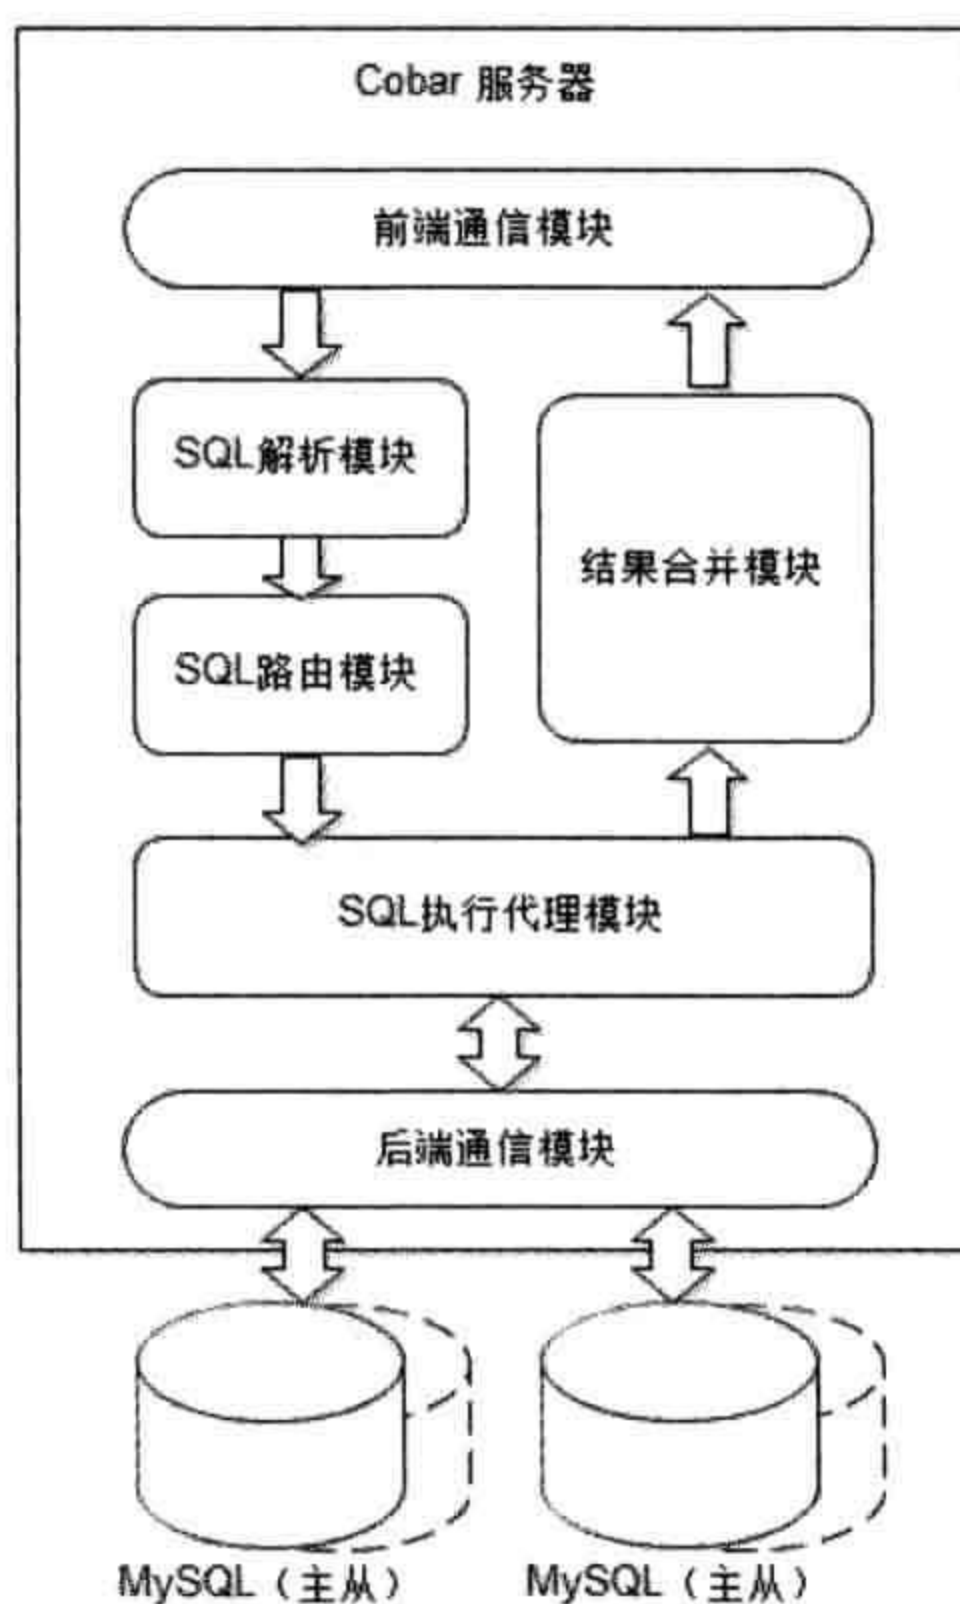 Cobar 服务器
前端通信模块
SQL解析模块
结果合并模块
SQL路由模块
SQL执行代理模块
后端通信模块
MySQL（主从）
MySQL（主从）